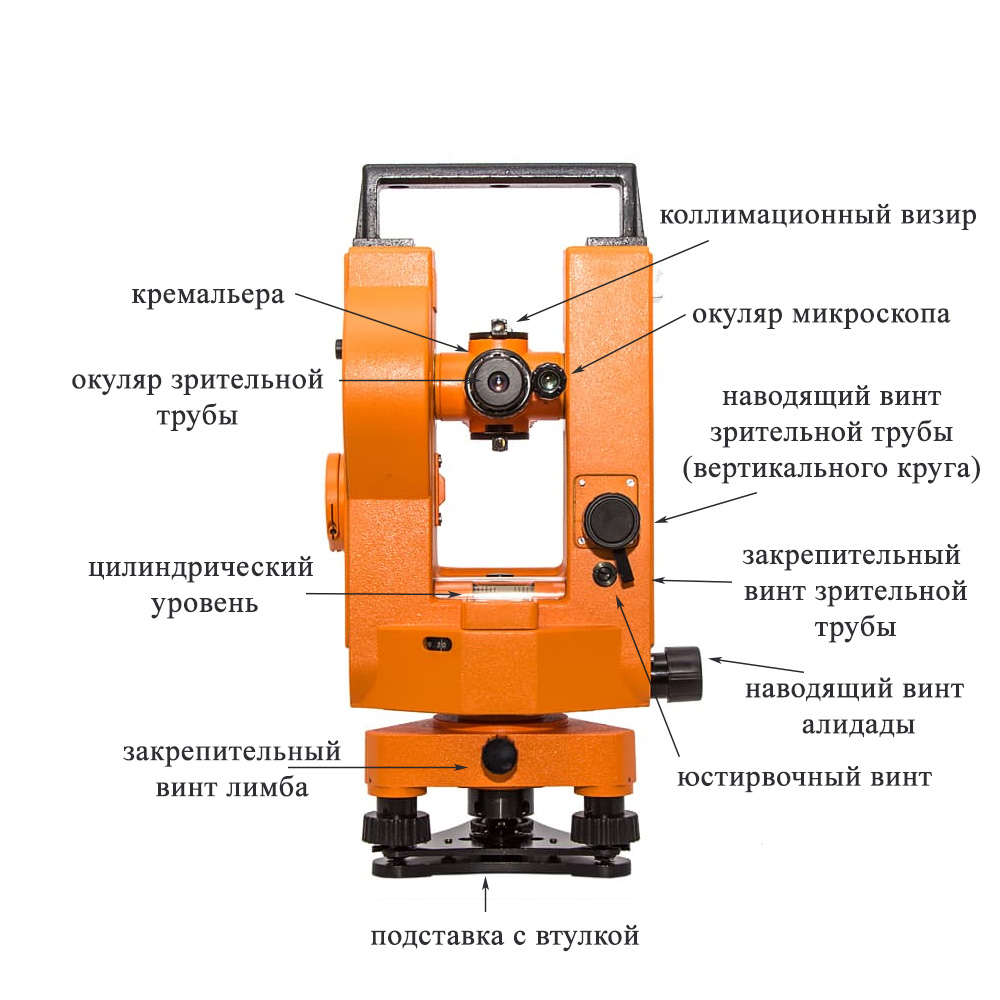 коллимационный визир
кремальера
окуляр микроскопа
окуляр зрительной
трубы
наводящий винт
зрительной трубы
(вертикального круга)
закрепительный
винт зрительной
трубы
цилиндрический
уровень
наводящий винт
алидады
закрепительный
винт лимба
юстирвочный винт
подставка с втулкой